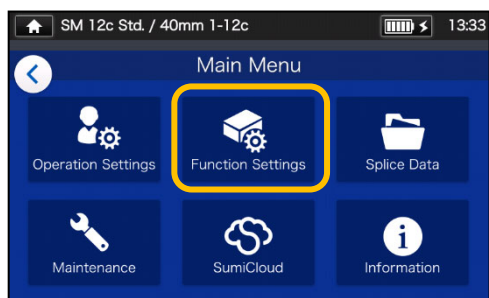 SM 12c Std. / 40mm 1-12c 13:33
Main Menu
Operation Settings Function Settings Splice Data
Maintenance SumiCloud Information